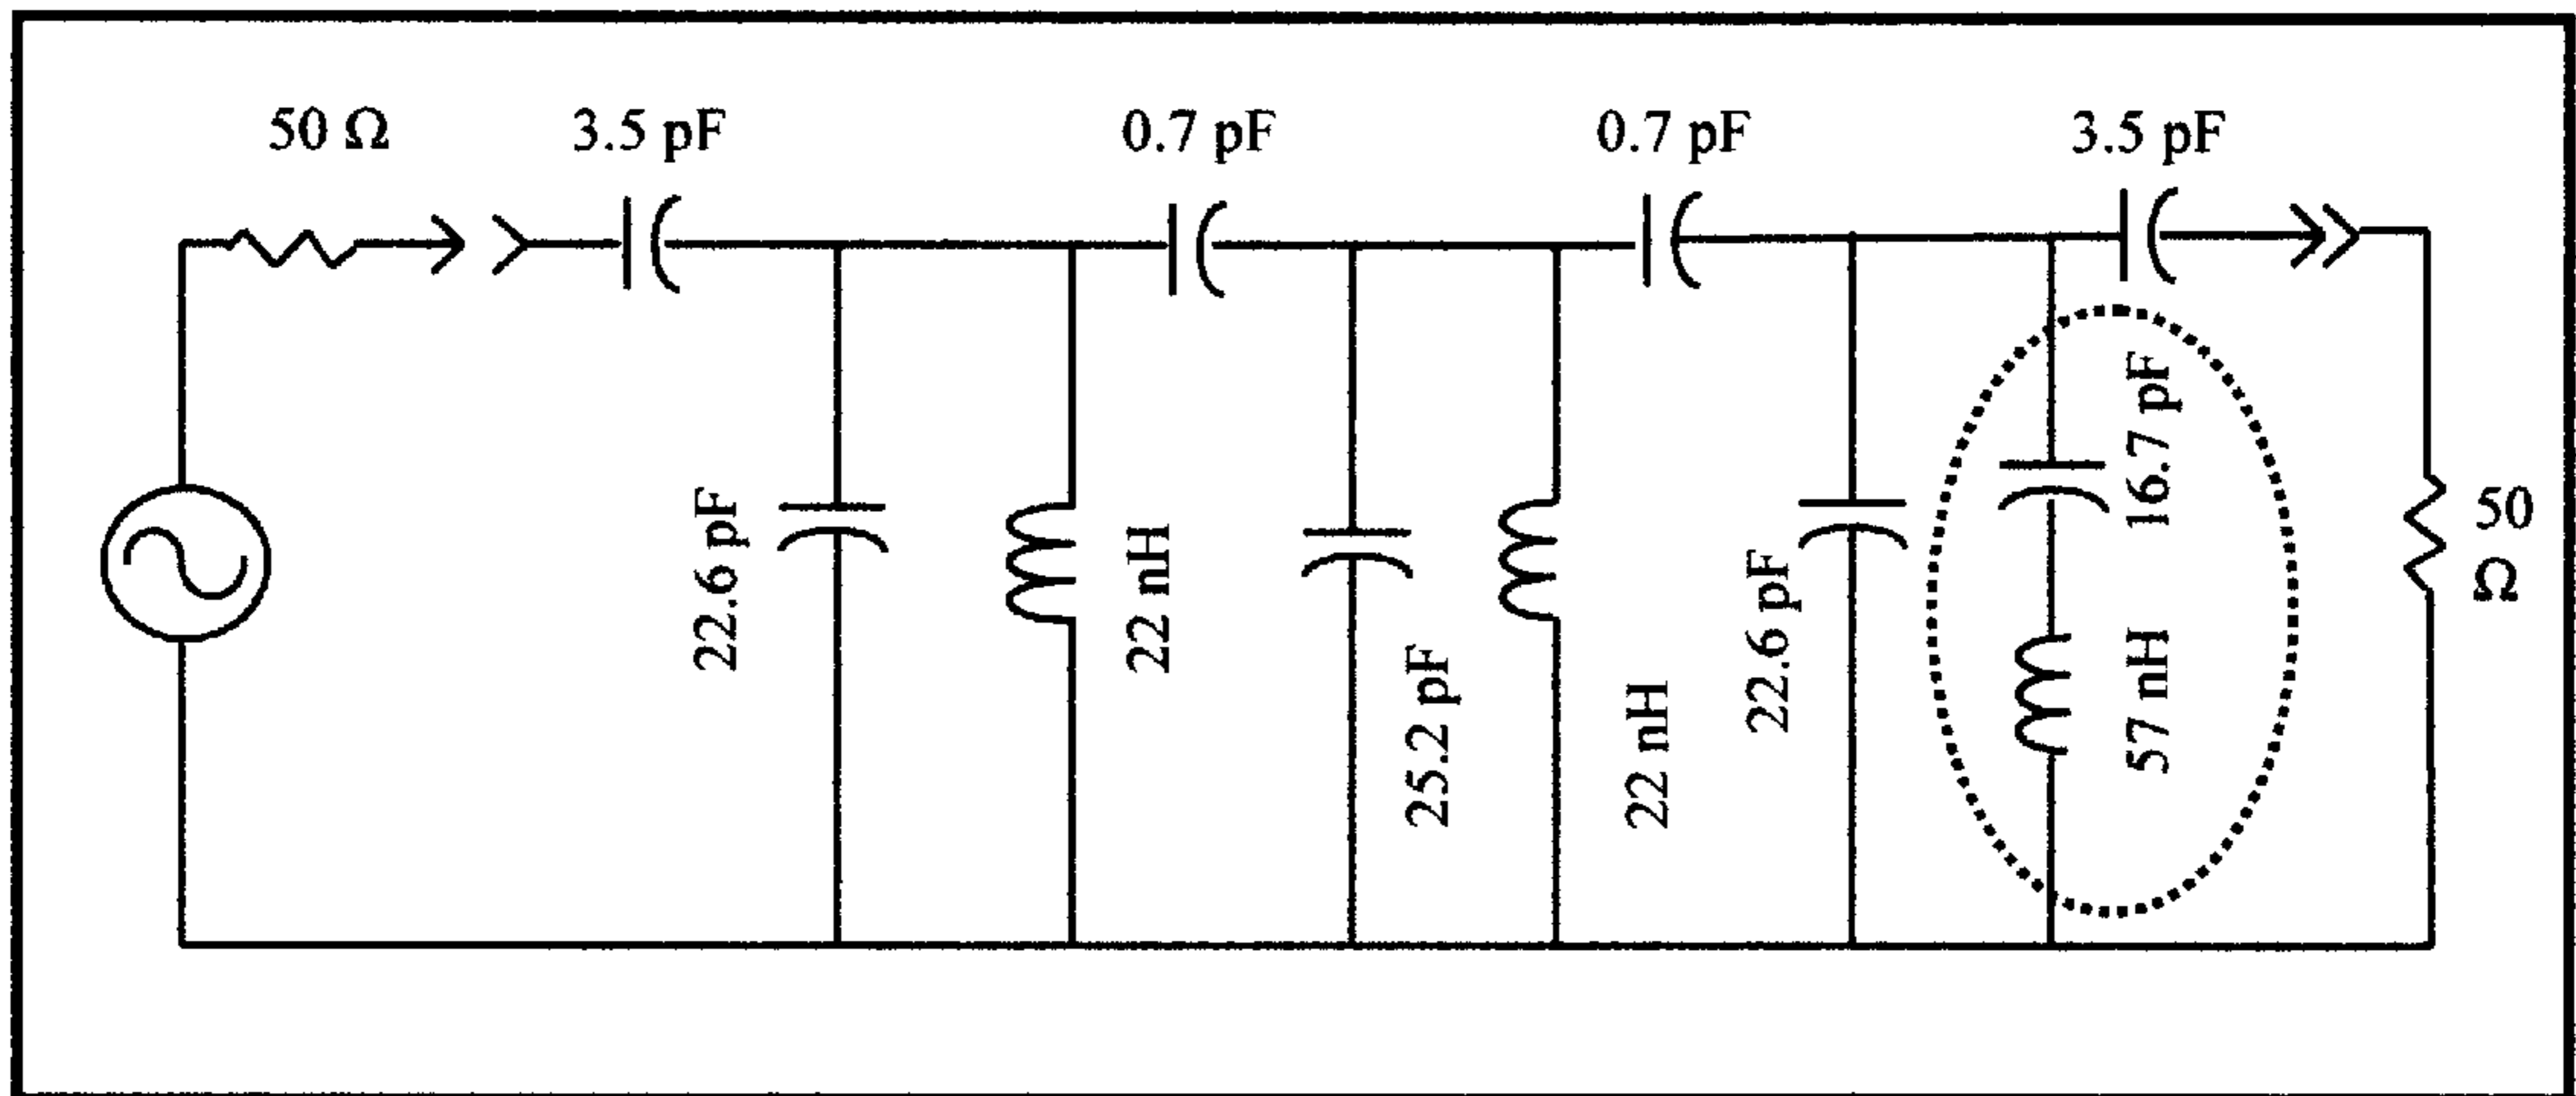 50 Ω
3.5 pF
0.7 pF
0.7 pF
3.5 pF
22.6 pF
22 nH
25.2 pF
22 nH
22.6 pF
16.7 pF
57 nH
50
Ω